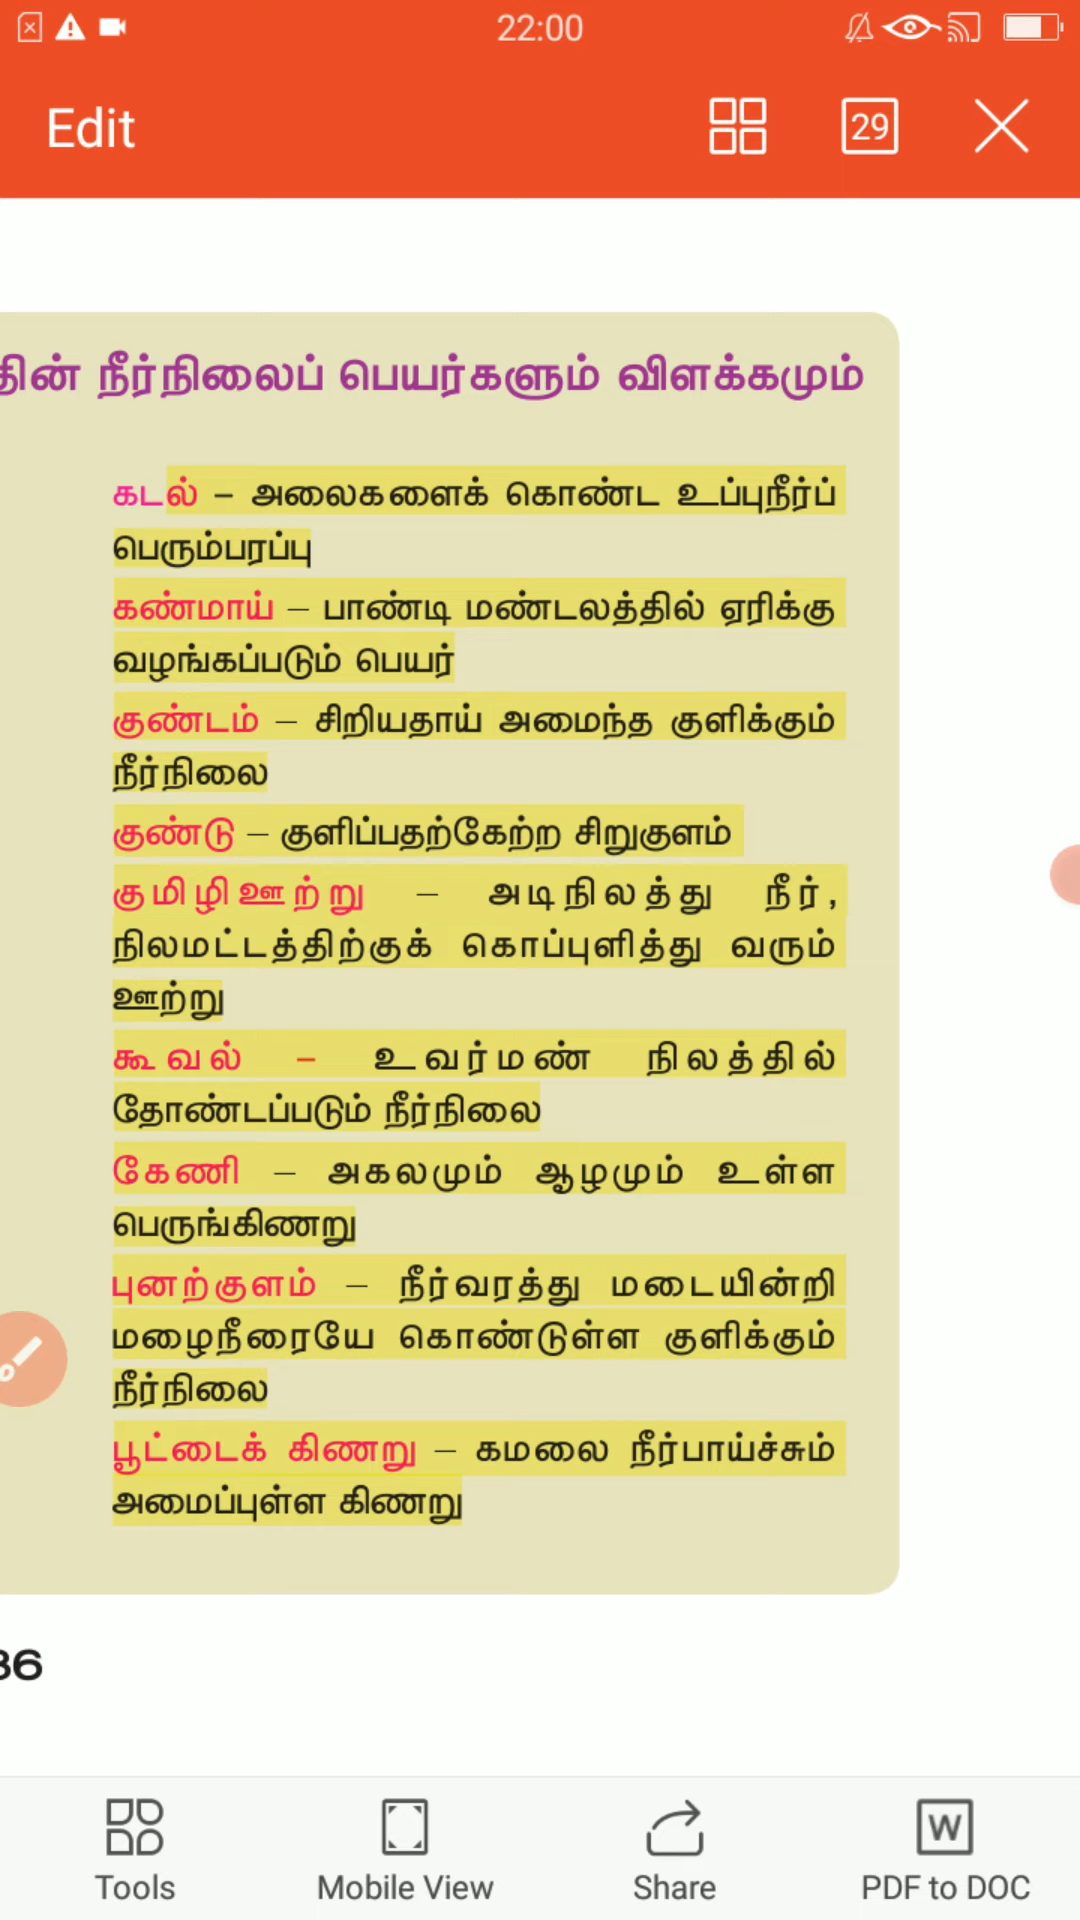 22:00
Edit
29
தின் நீர்நிலைப் பெயர்களும் விளக்கமும்
கடல் – அலைகளைக் கொண்ட உப்புநீர்ப்
பெரும்பரப்பு
கண்மாய் – பாண்டி மண்டலத்தில் ஏரிக்கு
வழங்கப்படும் பெயர்
குண்டம் – சிறியதாய் அமைந்த குளிக்கும்
நீர்நிலை
குண்டு – குளிப்பதற்கேற்ற சிறுகுளம்
குமிழிஊற்று – அடிநிலத்து நீர்,
நிலமட்டத்திற்குக் கொப்புளித்து வரும்
ஊற்று
கூவல் – உவர்மண் நிலத்தில்
தோண்டப்படும் நீர்நிலை
கேணி – அகலமும் ஆழமும் உள்ள
பெருங்கிணறு
புனற்குளம் – நீர்வரத்து மடையின்றி
மழைநீரையே கொண்டுள்ள குளிக்கும்
நீர்நிலை
பூட்டைக் கிணறு – கமலை நீர்பாய்ச்சும்
அமைப்புள்ள கிணறு
36
Tools
Mobile View
Share
W
PDF to DOC